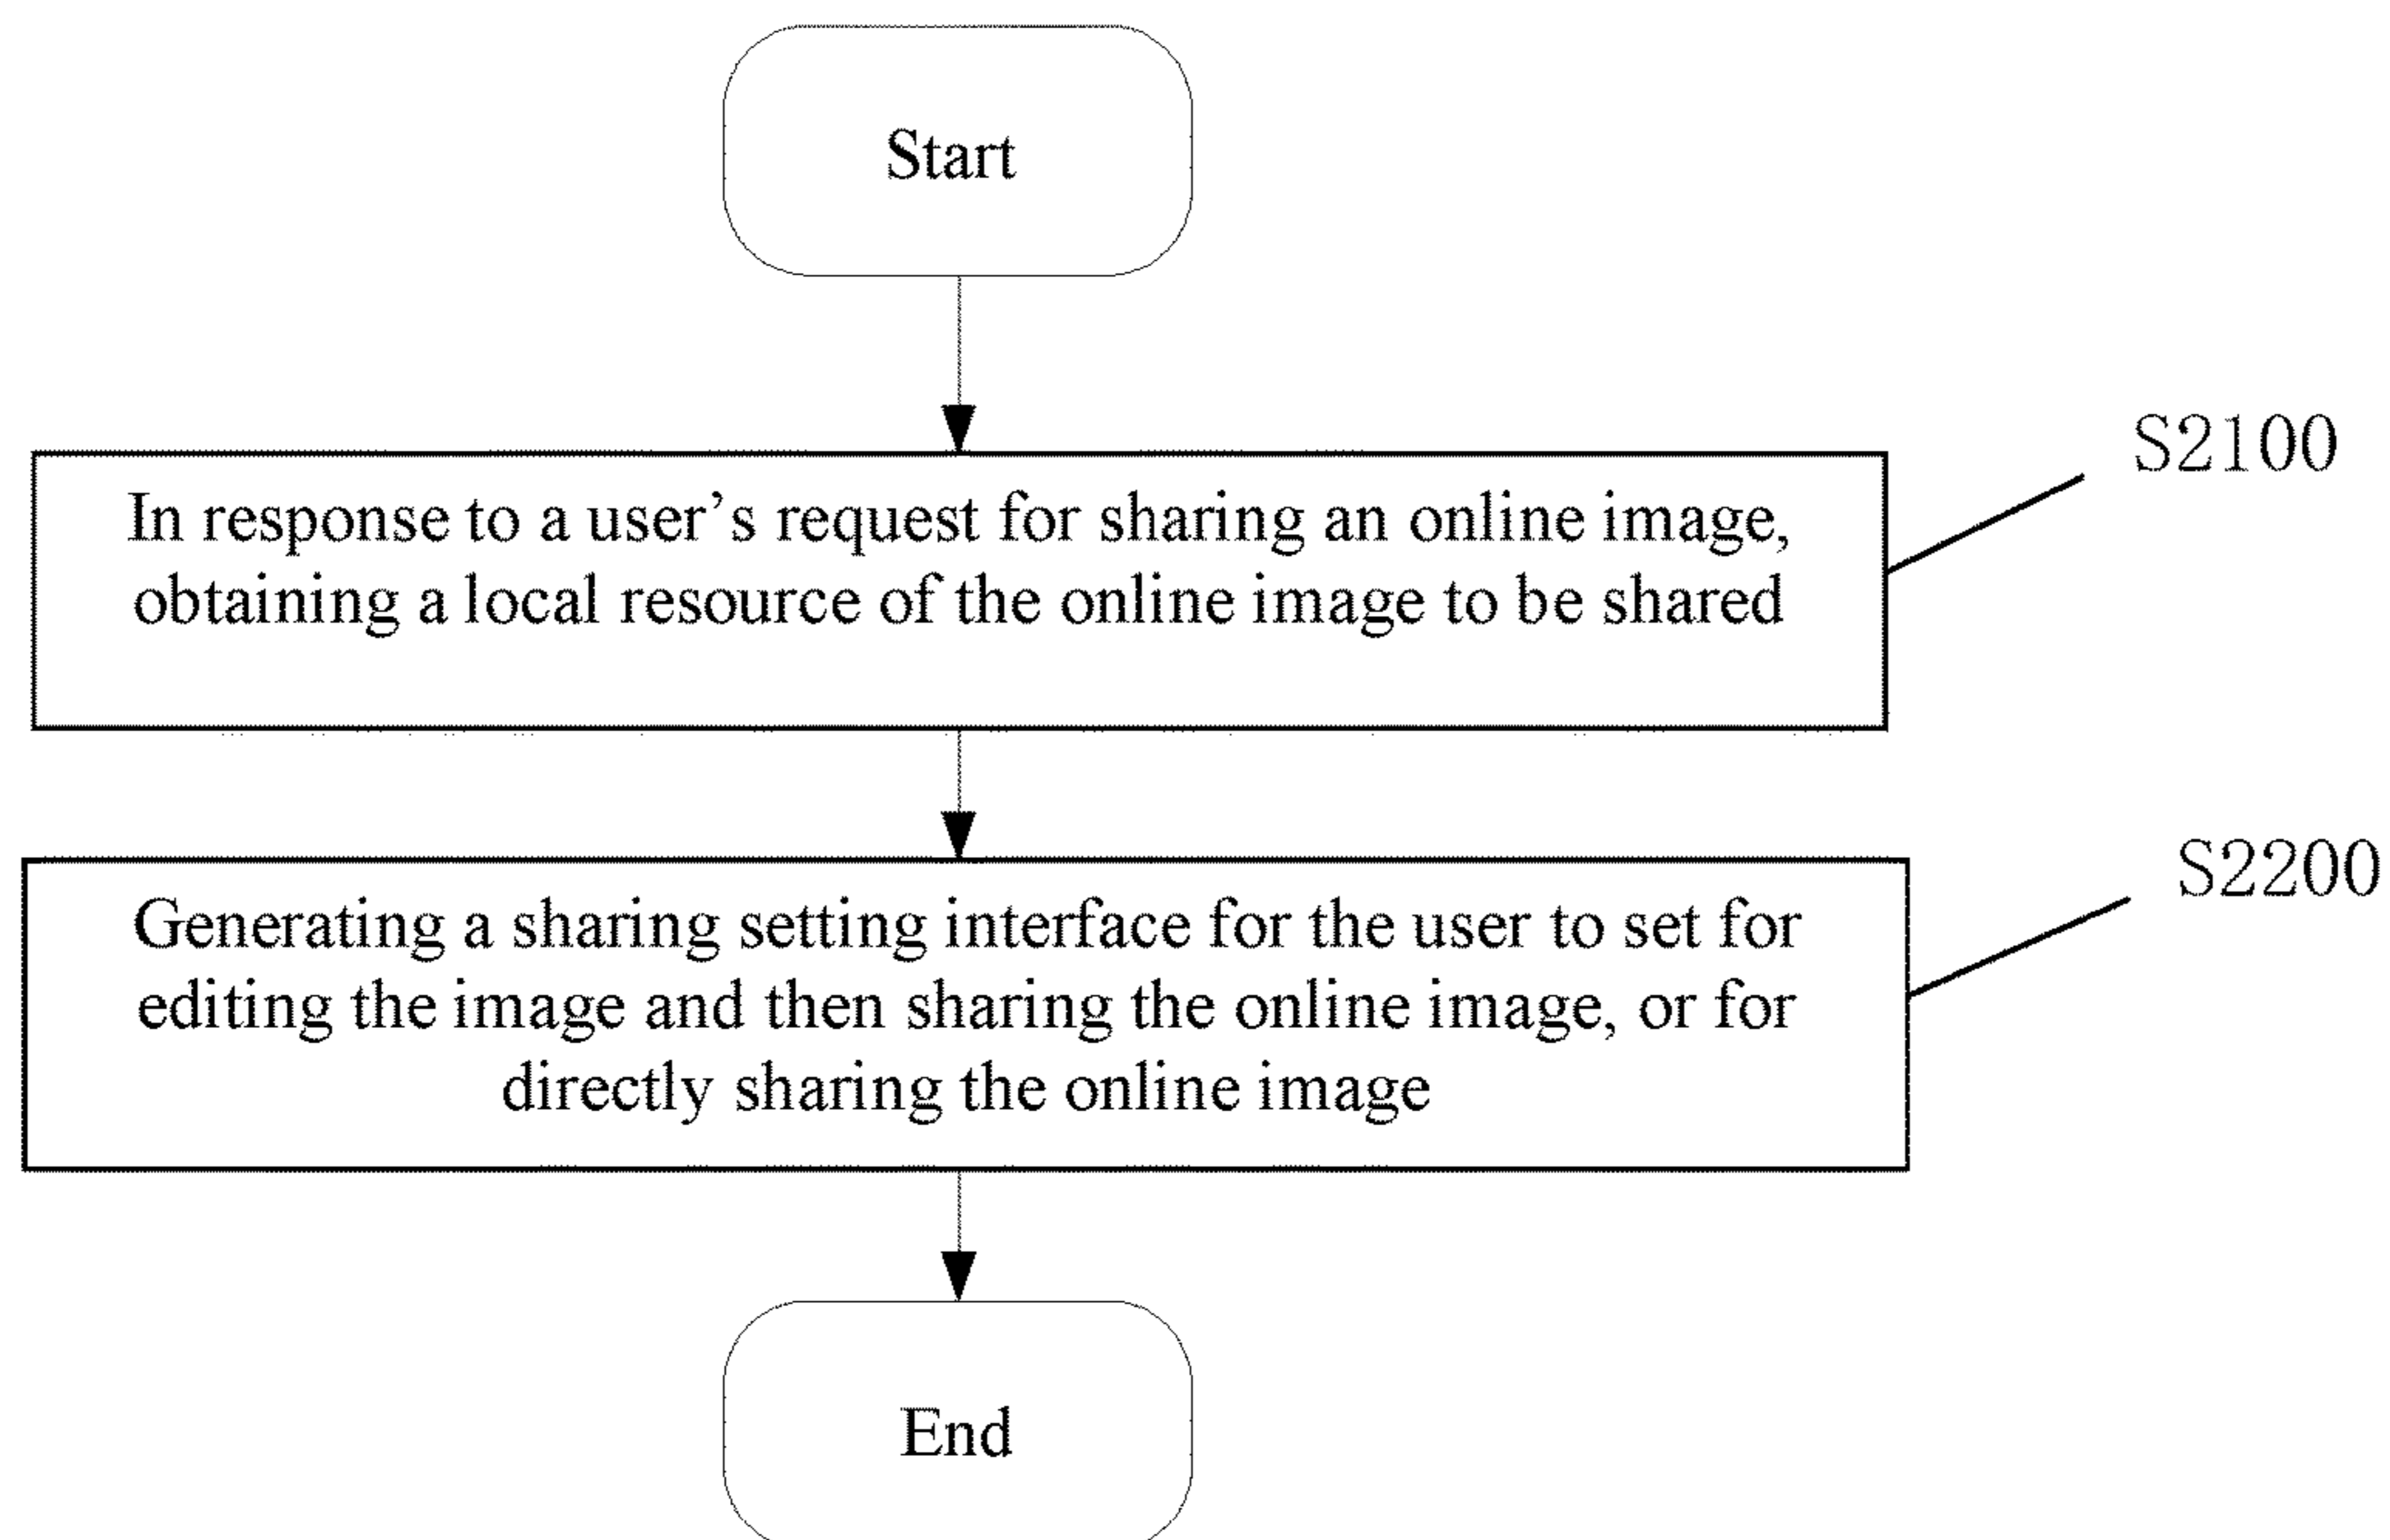 Start
S2100
In response to a user’s request for sharing an online image,
obtaining a local resource of the online image to be shared
S2200
Generating a sharing setting interface for the user to set for
editing the image and then sharing the online image, or for
directly sharing the online image
End